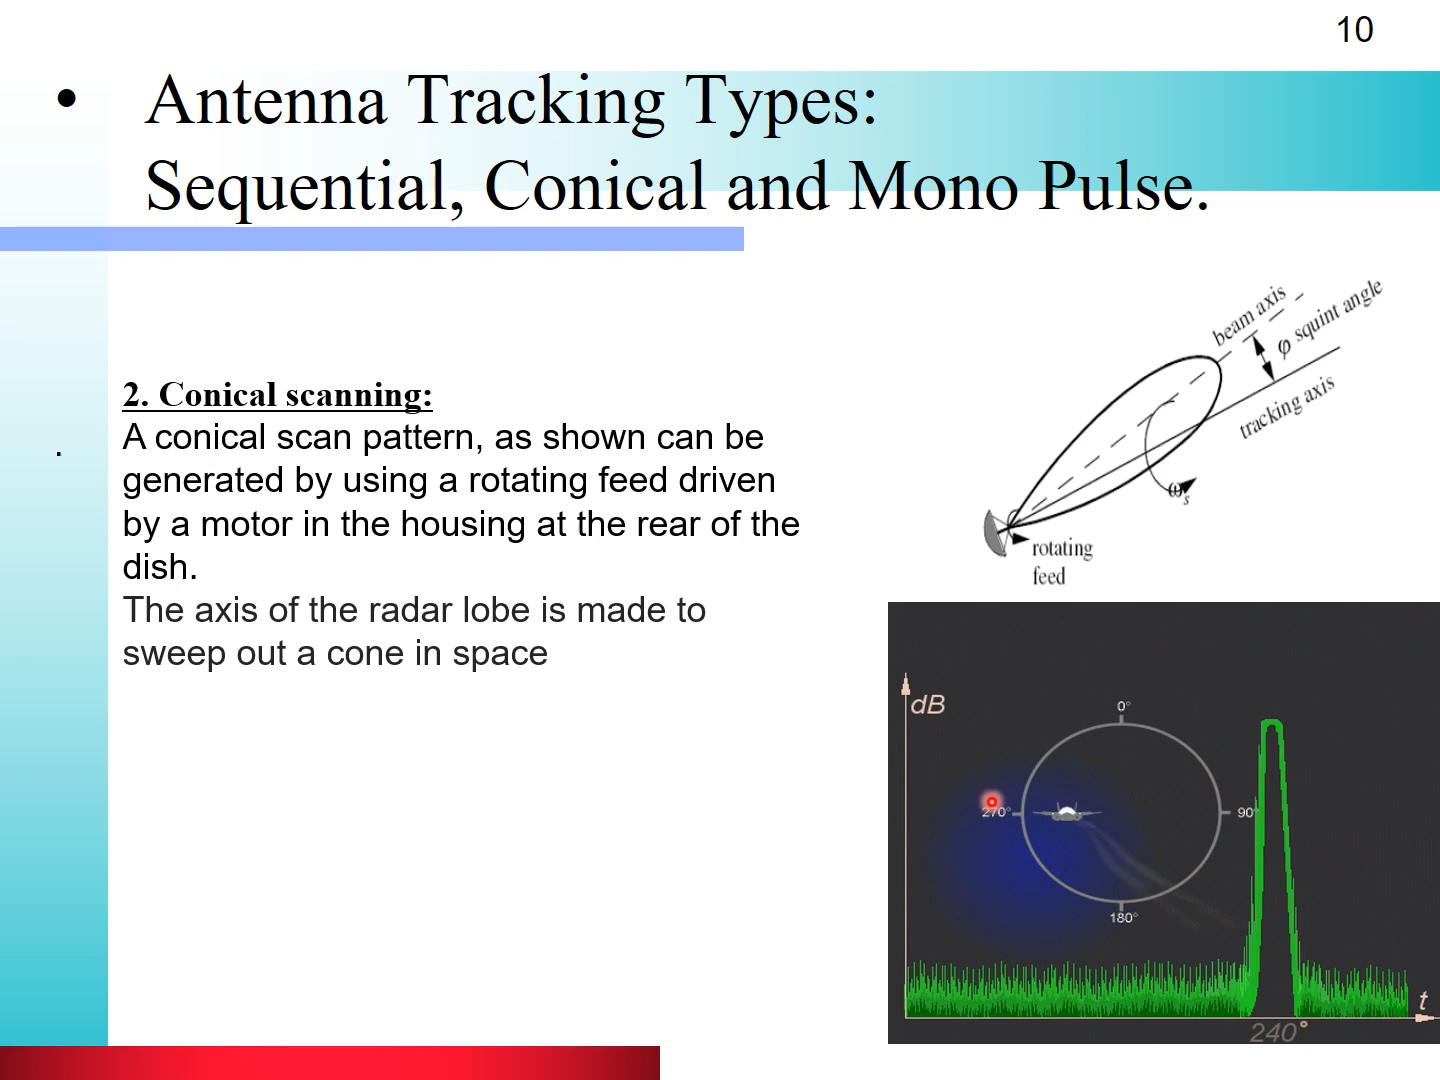 10
• Antenna Tracking Types:
Sequential, Conical and Mono Pulse.
2. Conical scanning:
. A conical scan pattern, as shown can be
generated by using a rotating feed driven
by a motor in the housing at the rear of the
dish.
The axis of the radar lobe is made to
sweep out a cone in space
beam axis
φ squint angle
tracking axis
ωs
rotating
feed
dB
0°
270°
90°
180°
t
240°